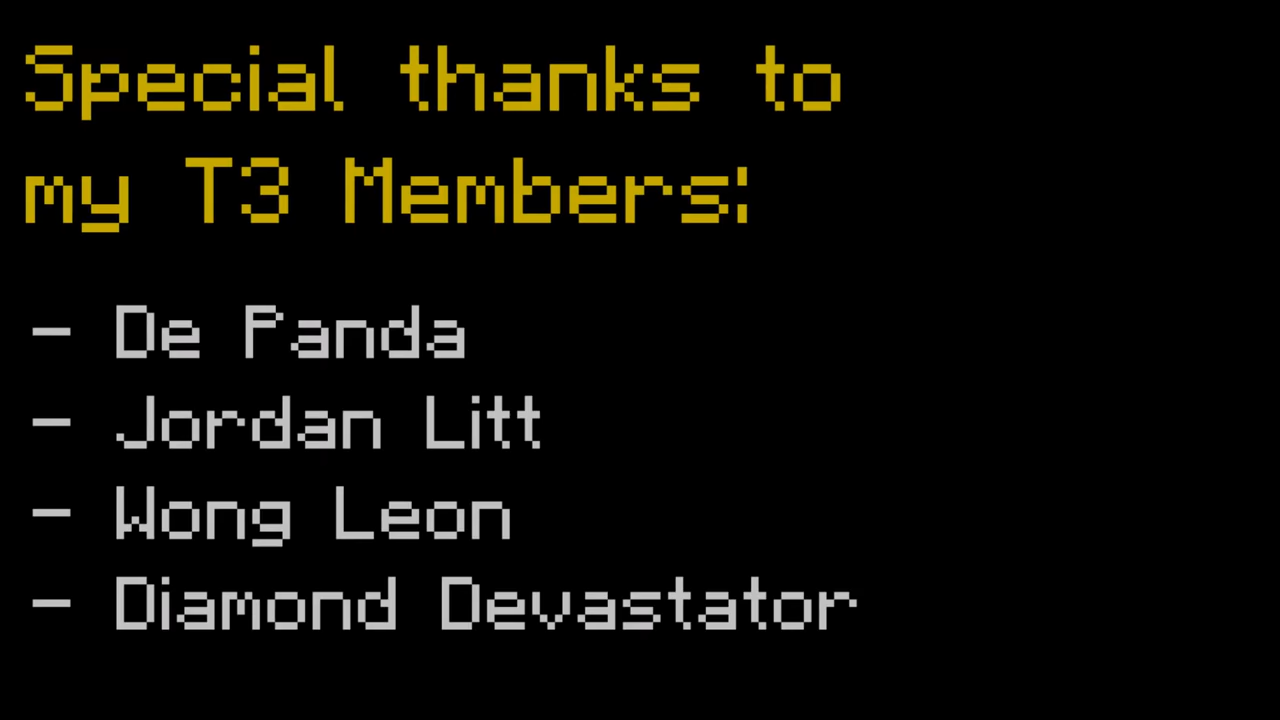 Special thanks to
my T3 Members:
- De Panda
- Jordan Litt
- Wong Leon
- Diamond Devastator